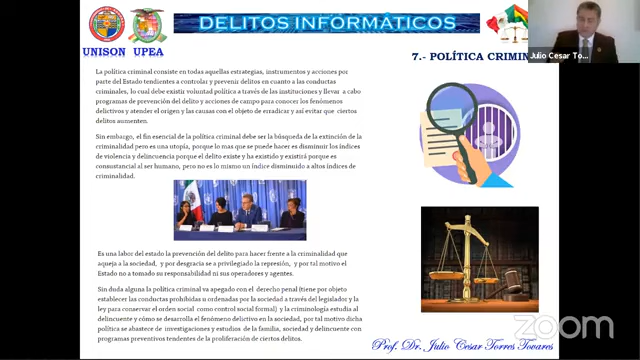 DELITOS INFORMÁTICOS
UNISON UPEA
Julio Cesar To...
7.- POLÍTICA CRIMIN
La política criminal consiste en todas aquellas estrategias, instrumentos y acciones por
parte del Estado tendientes a controlar y prevenir delitos en cuanto a las conductas
criminales, lo cual debe existir voluntad política a través de las instituciones y llevar a cabo
programas de prevención del delito y acciones de campo para conocer los fenómenos
delictivos y atender el origen y las causas con el objeto de erradicar y así evitar que ciertos
delitos aumenten.
Sin embargo, el fin esencial de la política criminal debe ser la búsqueda de la extinción de la
criminalidad pero es una utopía, porque lo mas que se puede hacer es disminuir los índices
de violencia y delincuencia porque el delito existe y ha existido y existirá porque es
consustancial al ser humano, pero no es lo mismo un índice disminuido a altos índices de
criminalidad.
Es una labor del estado la prevención del delito para hacer frente a la criminalidad que
aqueja a la sociedad, y por desgracia se a privilegiado la represión, y por tal motivo el
Estado no a tomado su responsabilidad ni sus operadores y agentes.
Sin duda alguna la política criminal va apegado con el derecho penal (tiene por objeto
establecer las conductas prohibidas u ordenadas por la sociedad a través del legislador y la
ley para conservar el orden social como control social formal) y la criminología estudia al
delincuente y cómo se desarrolla el fenómeno delictivo en la sociedad, por tal motivo dicha
política se abastece de investigaciones y estudios de la familia, sociedad y delincuente con
programas preventivos tendentes de la proliferación de ciertos delitos.
zoom
Prof. Dr. Julio Cesar Torres Tovares